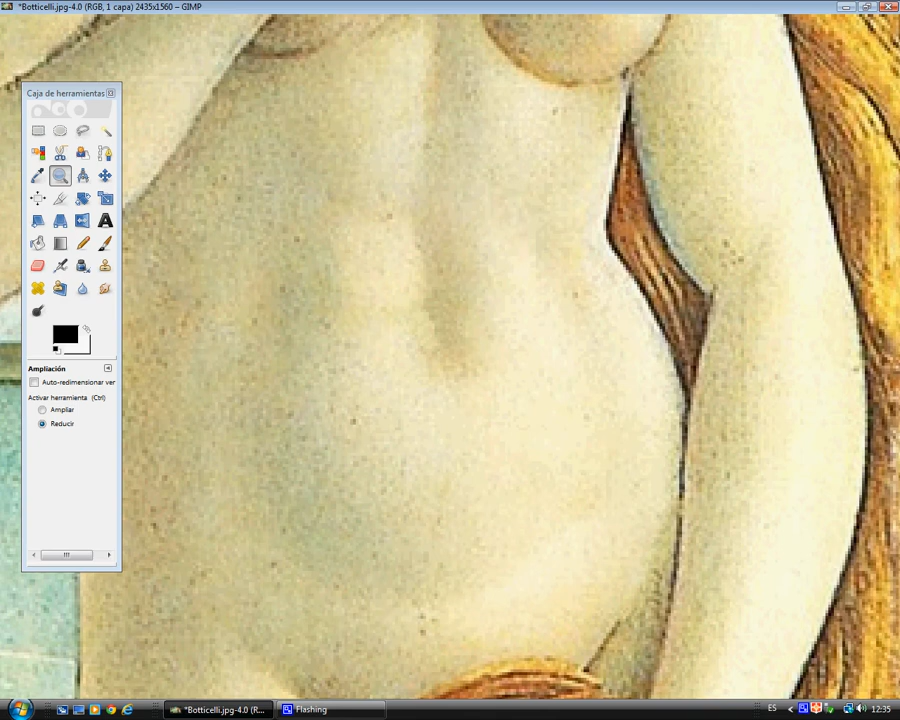 *Botticelli.jpg-4.0 (RGB, 1 capa) 2435x1560 – GIMP
Caja de herramientas
Ampliación
Auto-redimensionar ver
Activar herramienta (Ctrl)
Ampliar
Reducir
*Botticelli.jpg-4.0 (R...
Flashing
ES
12:35